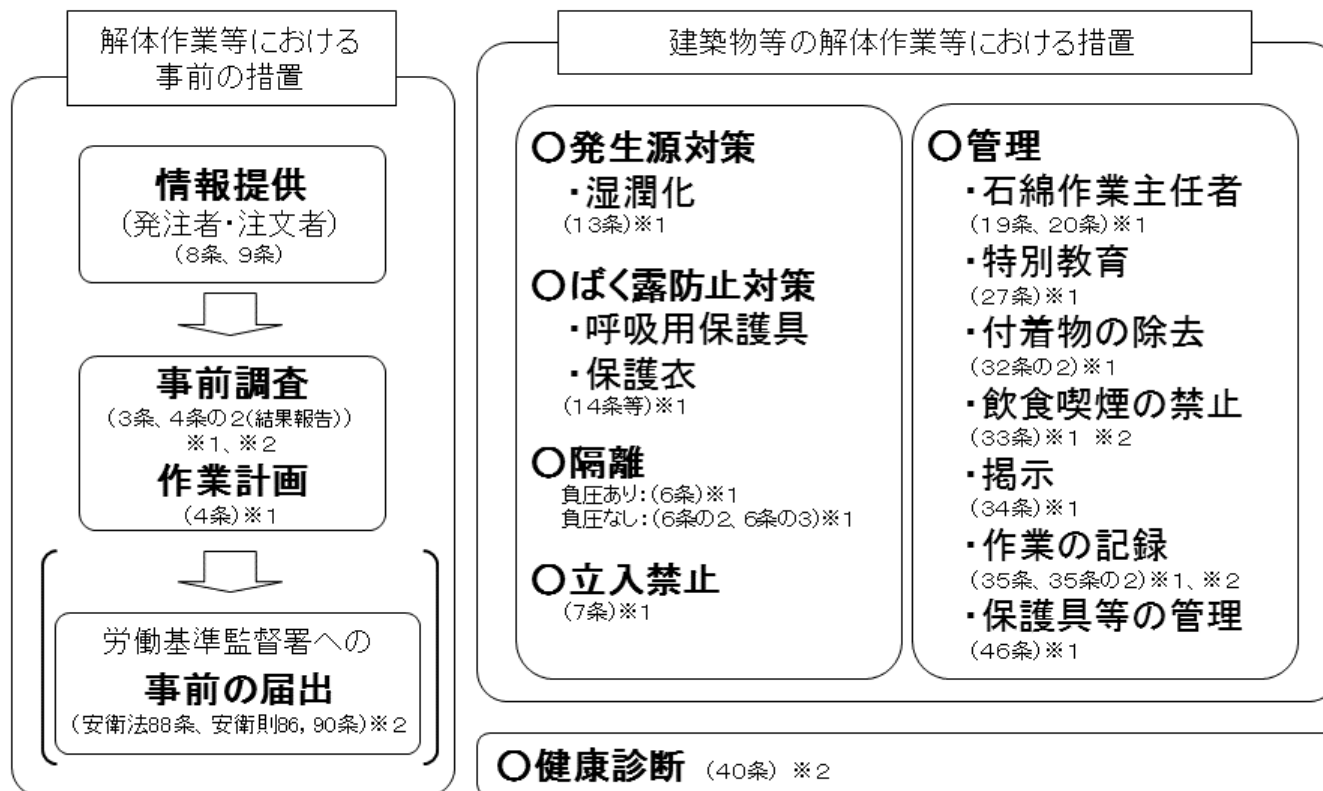 解体作業等における
事前の措置
情報提供
(発注者・注文者)
(8条、9条)
事前調査
(3条、4条の2(結果報告))
※1、※2
作業計画
(4条)※1
労働基準監督署への
事前の届出
(安衛法88条、安衛則86,90条)※2
建築物等の解体作業等における措置
〇発生源対策
・湿潤化
(13条)※1
〇ばく露防止対策
・呼吸用保護具
・保護衣
(14条等)※1
〇隔離
負圧あり:(6条)※1
負圧なし:(6条の2、6条の3)※1
〇立入禁止
(7条)※1
〇管理
・石綿作業主任者
(19条、20条)※1
・特別教育
(27条)※1
・付着物の除去
(32条の2)※1
・飲食喫煙の禁止
(33条)※1 ※2
・掲示
(34条)※1
・作業の記録
(35条、35条の2)※1、※2
・保護具等の管理
(46条)※1
〇健康診断 (40条) ※2